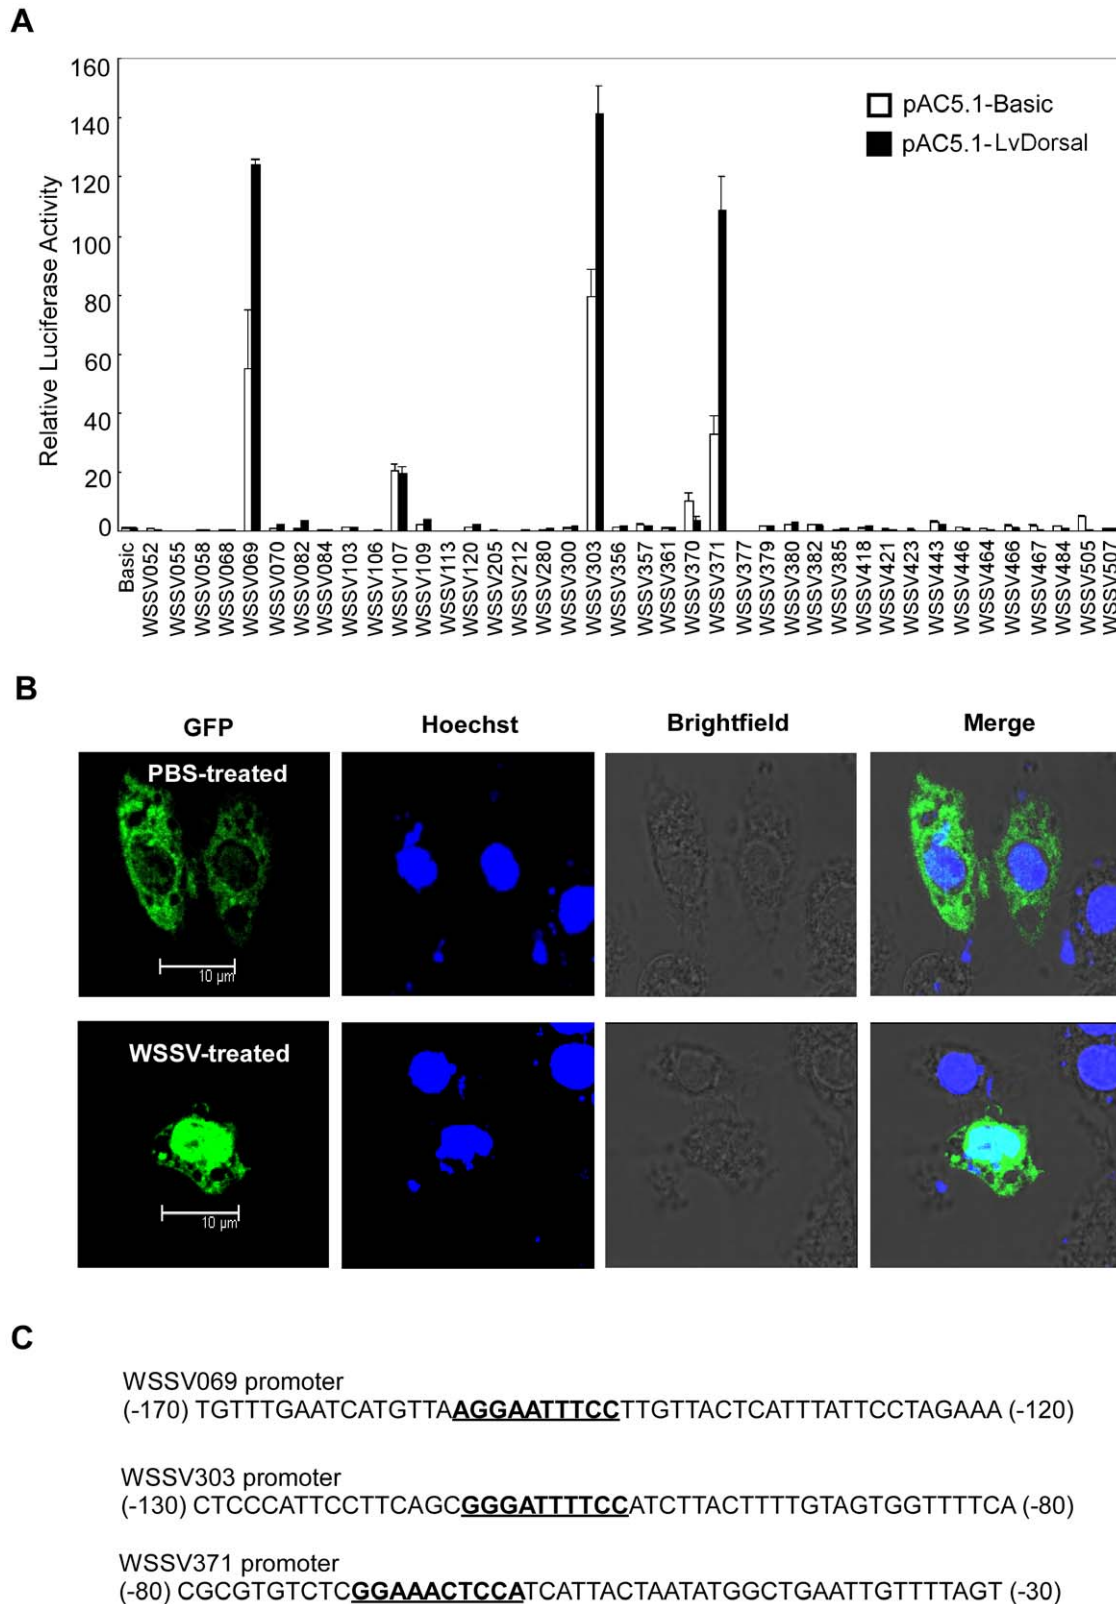 A
Relative Luciferase Activity
160
140
120
100
80
60
40
20
0
pAC5.1-Basic
pAC5.1-LvDorsal
Basic
WSSV052
WSSV055
WSSV058
WSSV068
WSSV069
WSSV070
WSSV082
WSSV084
WSSV103
WSSV106
WSSV107
WSSV109
WSSV113
WSSV120
WSSV205
WSSV212
WSSV280
WSSV300
WSSV303
WSSV356
WSSV357
WSSV361
WSSV370
WSSV371
WSSV377
WSSV379
WSSV380
WSSV382
WSSV385
WSSV418
WSSV421
WSSV423
WSSV443
WSSV446
WSSV464
WSSV466
WSSV467
WSSV484
WSSV505
WSSV507
B
GFP Hoechst Brightfield Merge
PBS-treated
10 µm
WSSV-treated
10 µm
C
WSSV069 promoter
(-170) TGTTTGAATCATGTTAAGGAATTTCCTTGTTACTCATTTATTCCTAGAAA (-120)
WSSV303 promoter
(-130) CTCCCATTCCTTCAGCGGGATTTTCCATCTTACTTTTGTAGTGGTTTTCA (-80)
WSSV371 promoter
(-80) CGCGTGTCTCGGAAACTCCATCATTACTAATATGGCTGAATTGTTTTAGT (-30)